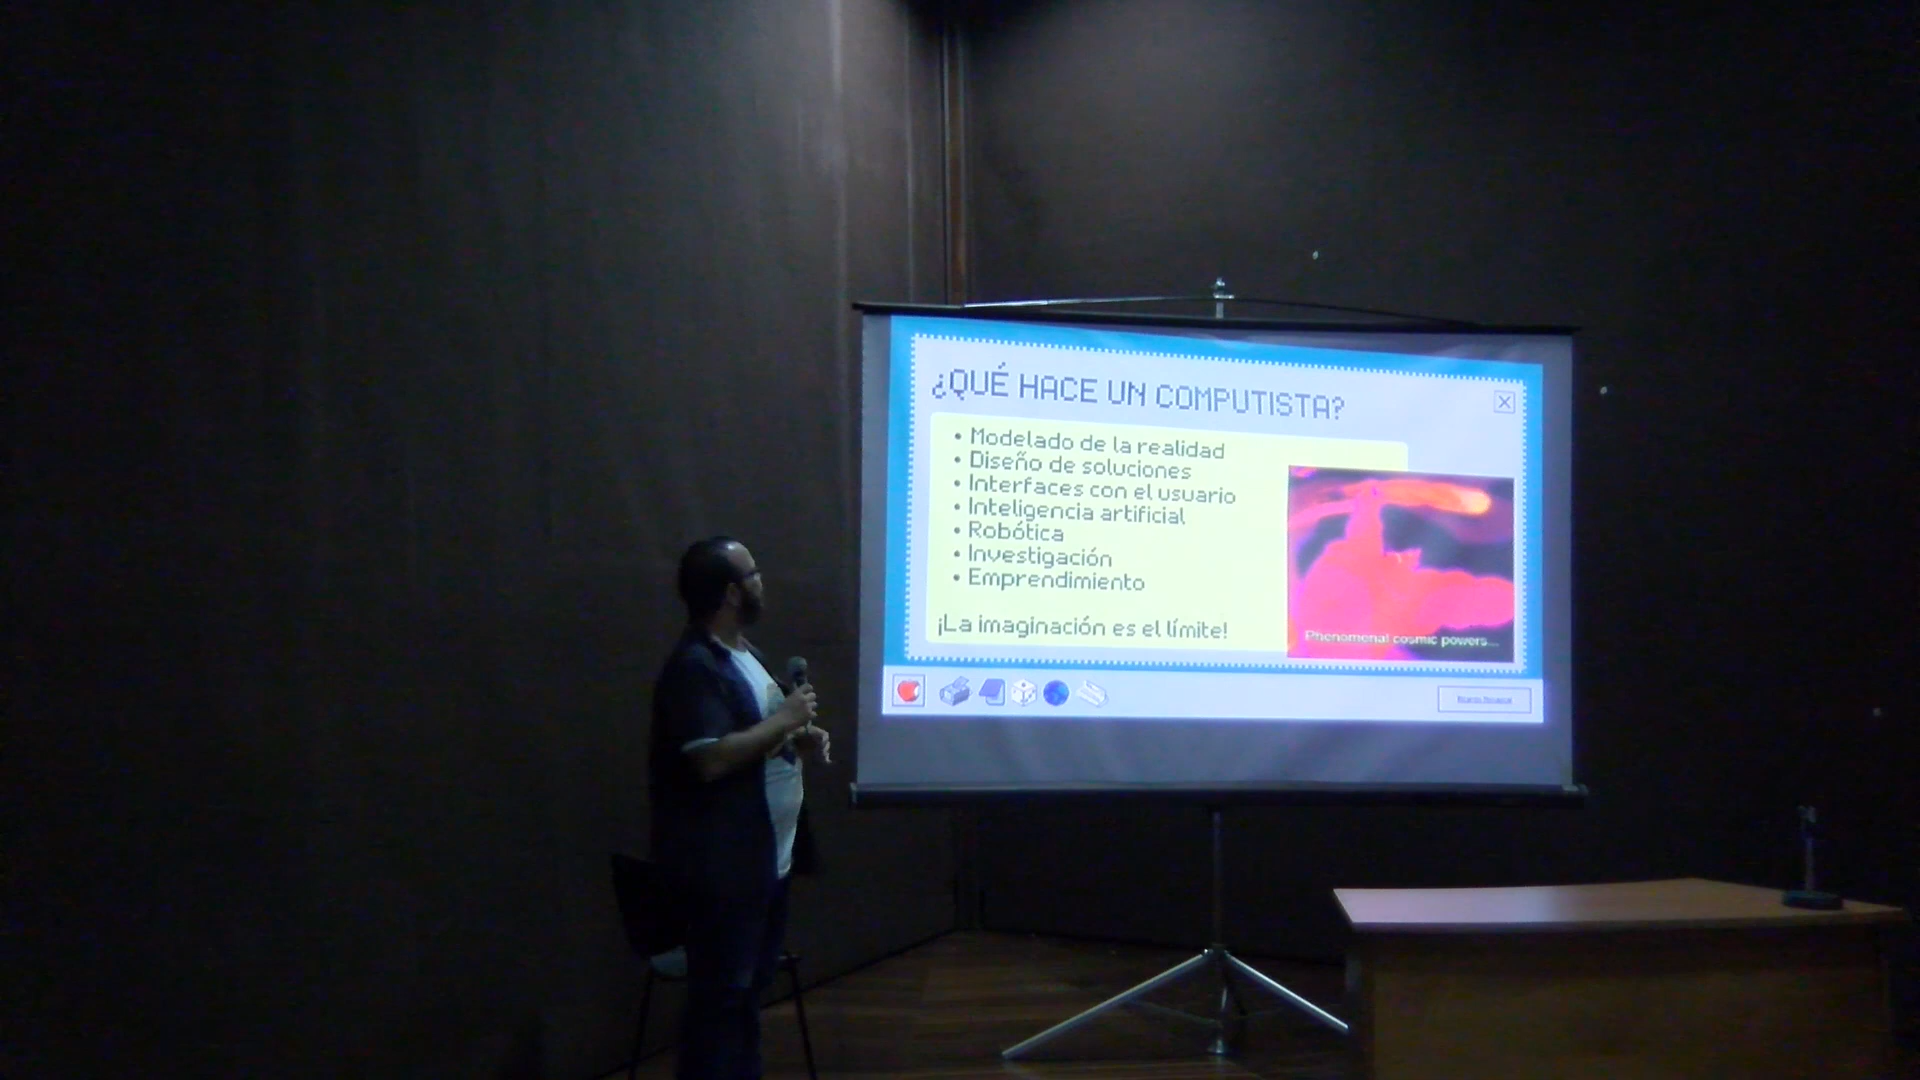 ¿QUÉ HACE UN COMPUTISTA?
• Modelado de la realidad
• Diseño de soluciones
• Interfaces con el usuario
• Inteligencia artificial
• Robótica
• Investigación
• Emprendimiento
¡La imaginación es el límite!
Phenomenal cosmic powers...